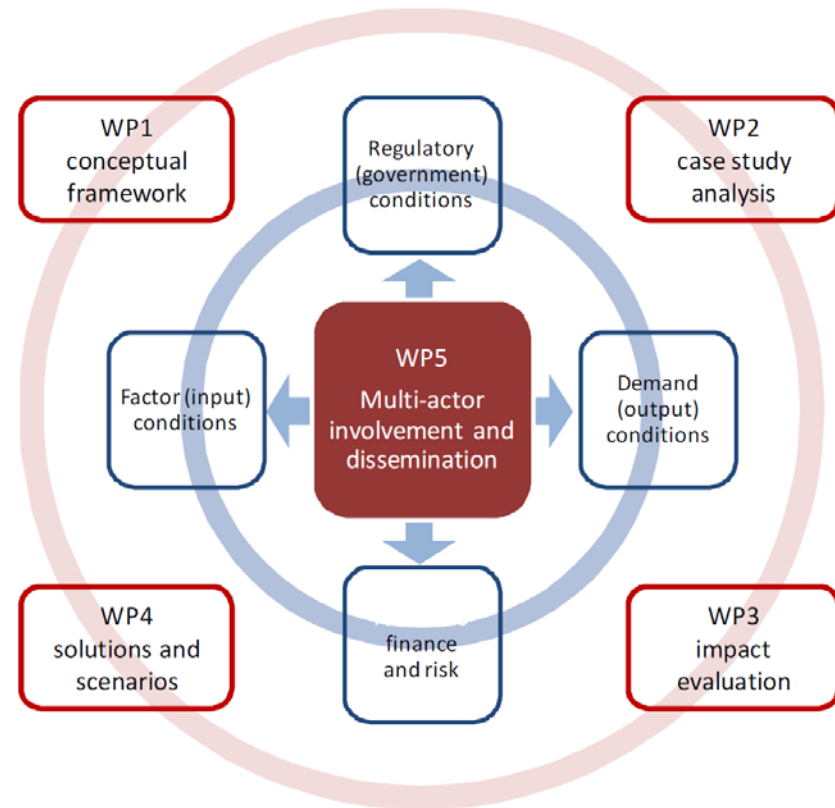 WP1
conceptual
framework
Regulatory
(government)
conditions
WP2
case study
analysis
Factor (input)
conditions
WP5
Multi-actor
involvement and
dissemination
Demand
(output)
conditions
WP4
solutions and
scenarios
finance
and risk
WP3
impact
evaluation